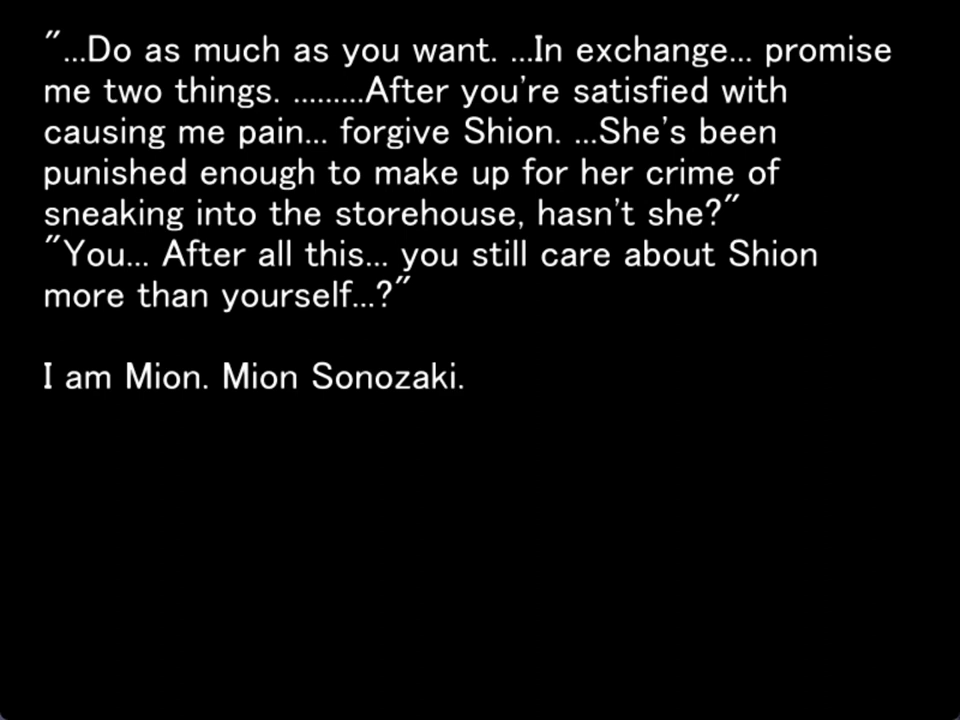 "...Do as much as you want. ...In exchange... promise
me two things. .........After you're satisfied with
causing me pain... forgive Shion. ...She's been
punished enough to make up for her crime of
sneaking into the storehouse, hasn't she?"
"You... After all this... you still care about Shion
more than yourself...?"
I am Mion. Mion Sonozaki.